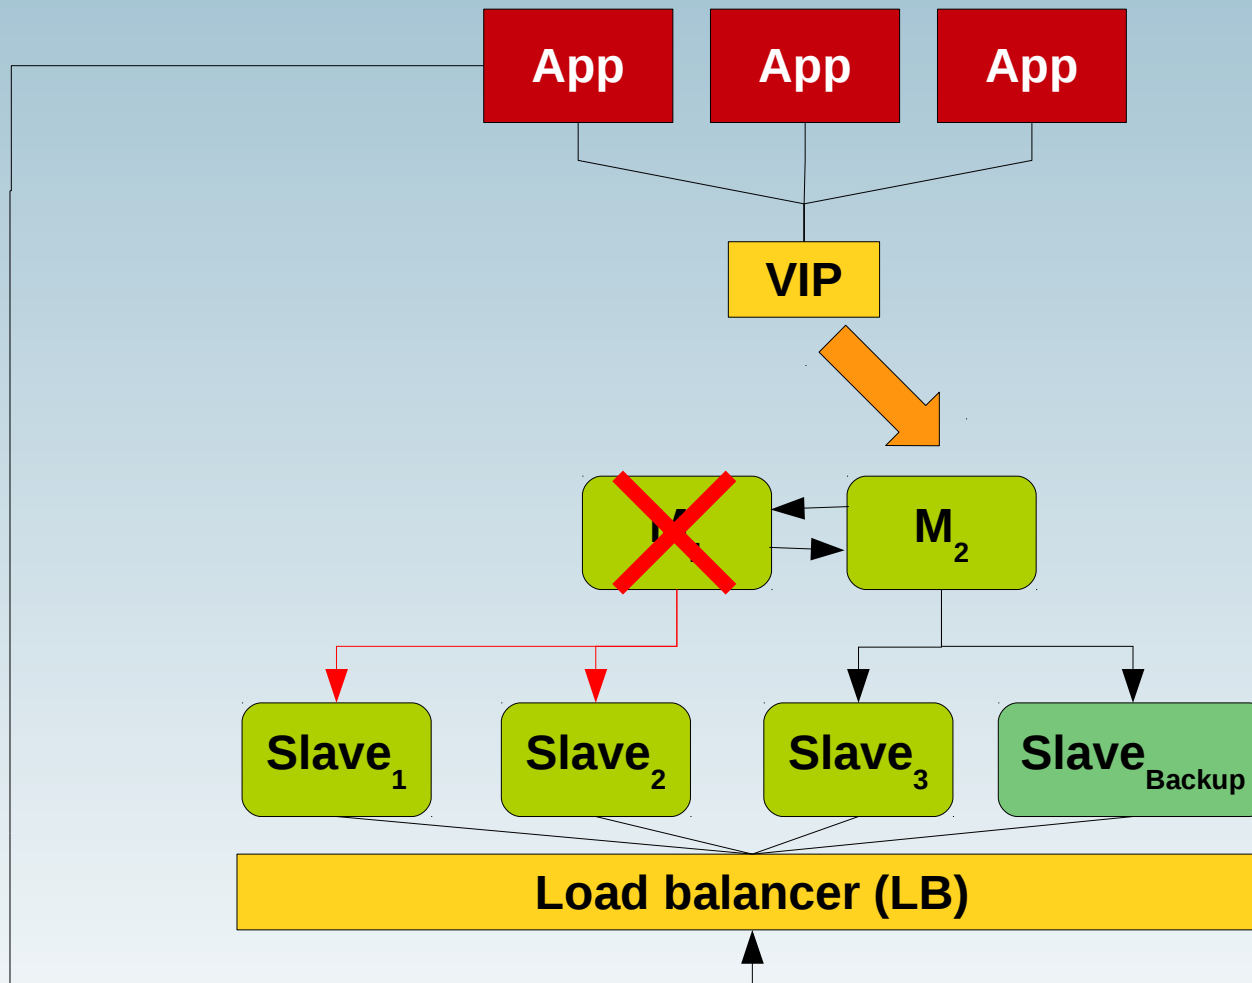 App App App
VIP
M2
Slave1 Slave2 Slave3 SlaveBackup
Load balancer (LB)